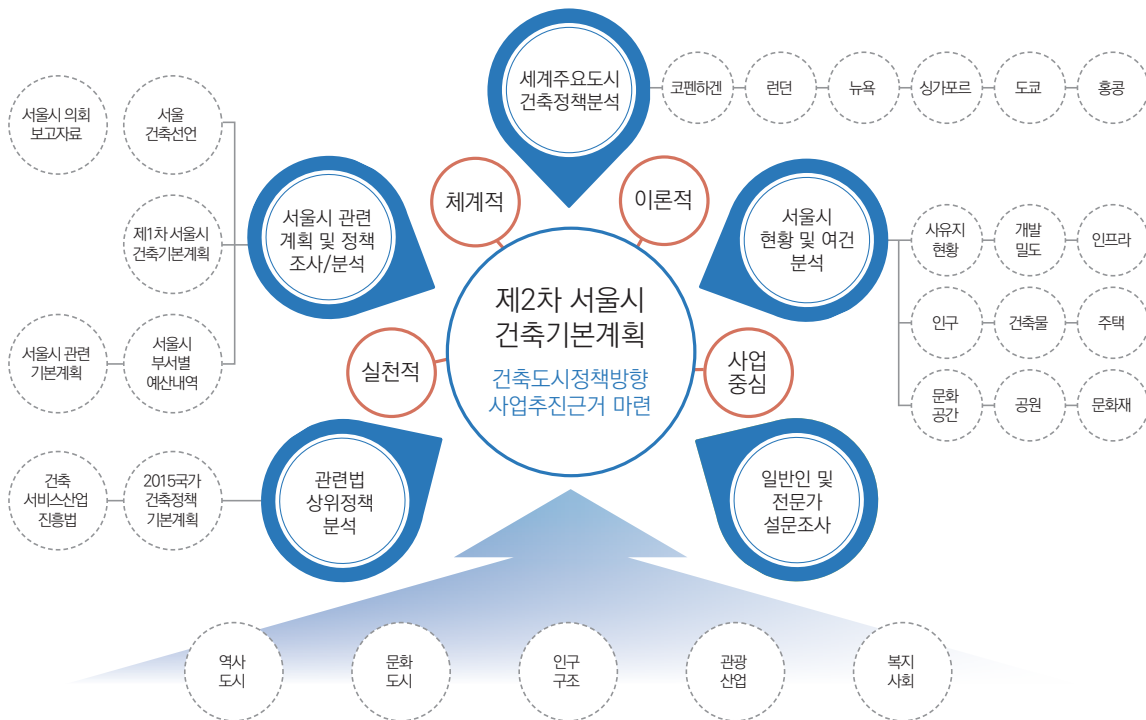 세계주요도시
건축정책분석
코펜하겐
런던
뉴욕
싱가포르
도쿄
홍콩
서울시 의회
보고자료
서울
건축선언
제1차 서울시
건축기본계획
서울시 관련
기본계획
서울시
부서별
예산내역
서울시 관련
계획 및 정책
조사/분석
체계적
이론적
서울시
현황 및 여건
분석
사유지
현황
개발
밀도
인프라
인구
건축물
주택
문화
공간
공원
문화재
제2차 서울시
건축기본계획
건축도시정책방향
사업추진근거 마련
실천적
사업
중심
건축
서비스산업
진흥법
2015국가
건축정책
기본계획
관련법
상위정책
분석
일반인 및
전문가
설문조사
역사
도시
문화
도시
인구
구조
관광
산업
복지
사회